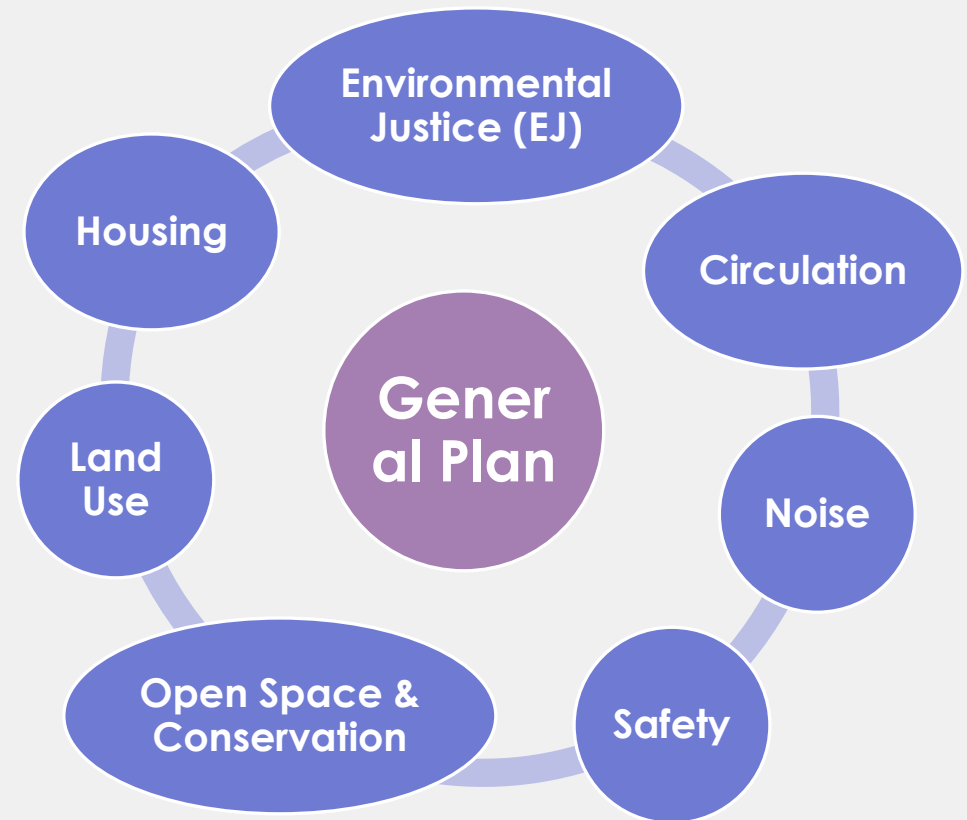 Environmental
Justice (EJ)
Housing
Circulation
Gener
al Plan
Land
Use
Noise
Open Space &
Conservation
Safety